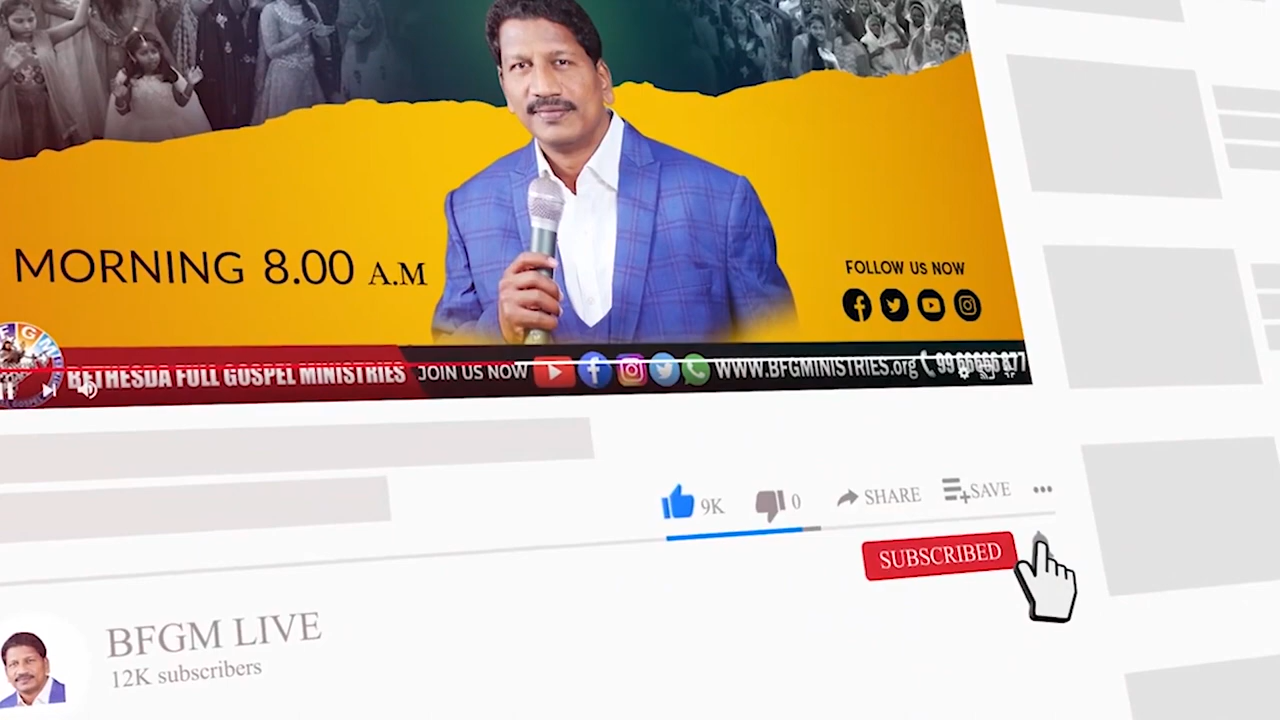 MORNING 8.00 A.M
FOLLOW US NOW
BETHESDA FULL GOSPEL MINISTRIES
JOIN US NOW
WWW.BFGMINISTRIES.org
9K
0
SHARE
SAVE
SUBSCRIBED
BFGM LIVE
12K subscribers